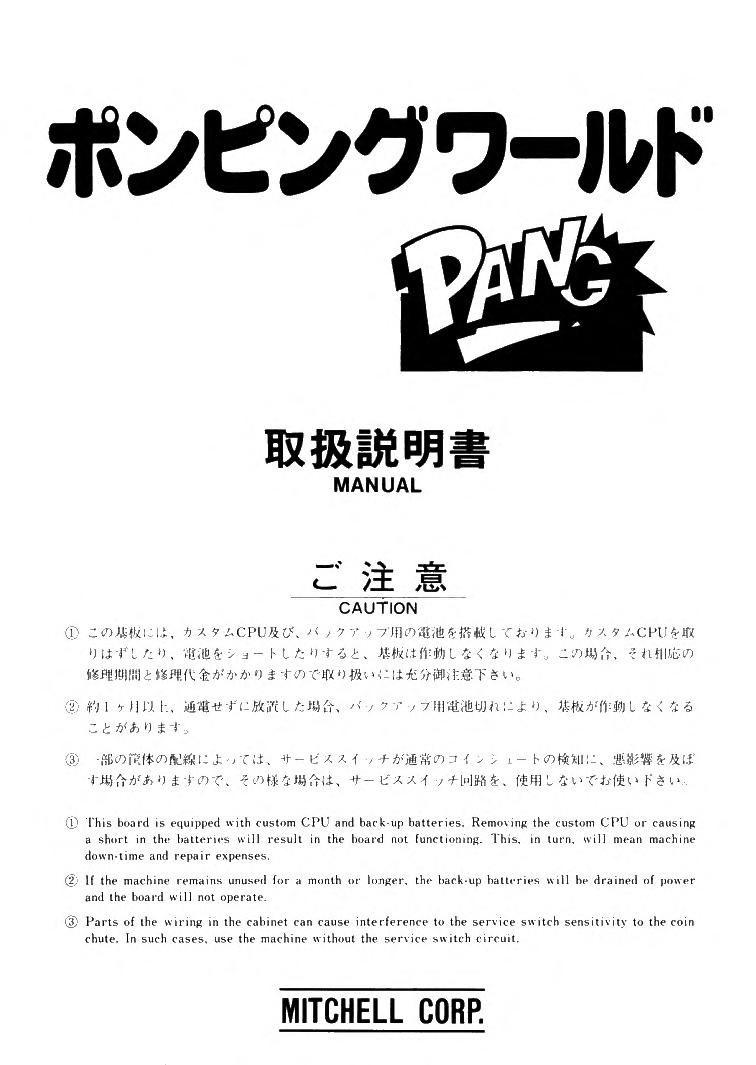 ポンピングワールド
PANG
取扱説明書
MANUAL
ご注意
CAUTION
① この基板には、カスタムCPU及び、バックアップ用の電池を搭載しております。カスタムCPUを取
りはずしたり、電池をショートしたりすると、基板は作動しなくなります。この場合、それ相応の
修理期間と修理代金がかかりますので取り扱いには充分御注意下さい。
② 約1ヶ月以上、通電せずに放置した場合、バックアップ用電池切れにより、基板が作動しなくなる
ことがあります。
③ 一部の筐体の配線によっては、サービススイッチが通常のコインシュートの検知に、悪影響を及ぼ
す場合がありますので、その様な場合は、サービススイッチ回路を、使用しないでお使い下さい。
① This board is equipped with custom CPU and back-up batteries. Removing the custom CPU or causing
a short in the batteries will result in the board not functioning. This, in turn, will mean machine
down-time and repair expenses.
② If the machine remains unused for a month or longer, the back-up batteries will be drained of power
and the board will not operate.
③ Parts of the wiring in the cabinet can cause interference to the service switch sensitivity to the coin
chute. In such cases, use the machine without the service switch circuit.
MITCHELL CORP.